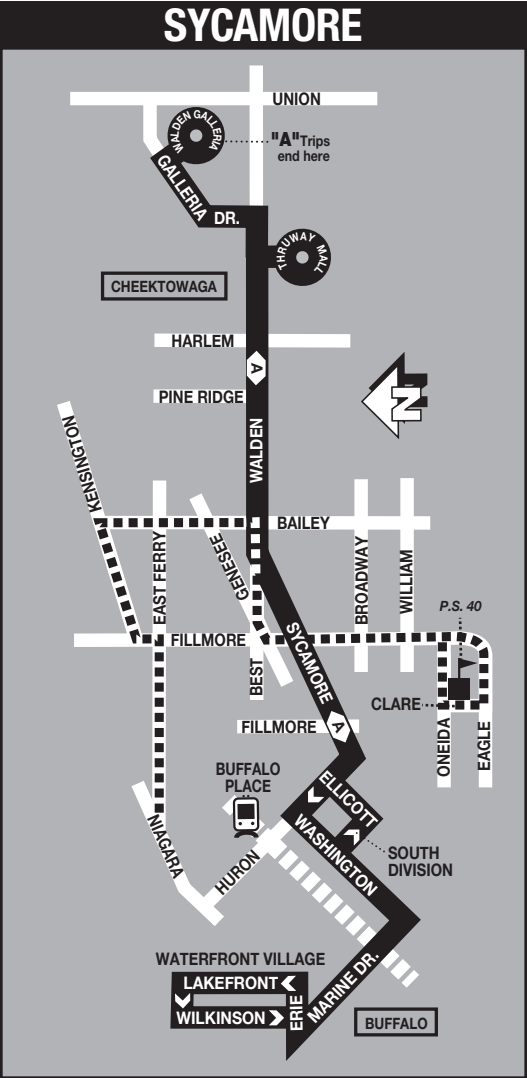 SYCAMORE
UNION
WALDEN GALLERIA
"A" Trips
end here
GALLERIA
DR.
THRUWAY MALL
CHEEKTOWAGA
HARLEM
A
PINE RIDGE
N
WALDEN
KENSINGTON
BAILEY
EAST FERRY
GENESEE
BROADWAY
WILLIAM
P.S. 40
FILLMORE
SYCAMORE
BEST
CLARE
FILLMORE
A
ONEIDA
EAGLE
BUFFALO
PLACE
ELLICOTT
NIAGARA
HURON
WASHINGTON
SOUTH
DIVISION
WATERFRONT VILLAGE
LAKEFRONT
WILKINSON
ERIE
MARINE DR.
BUFFALO